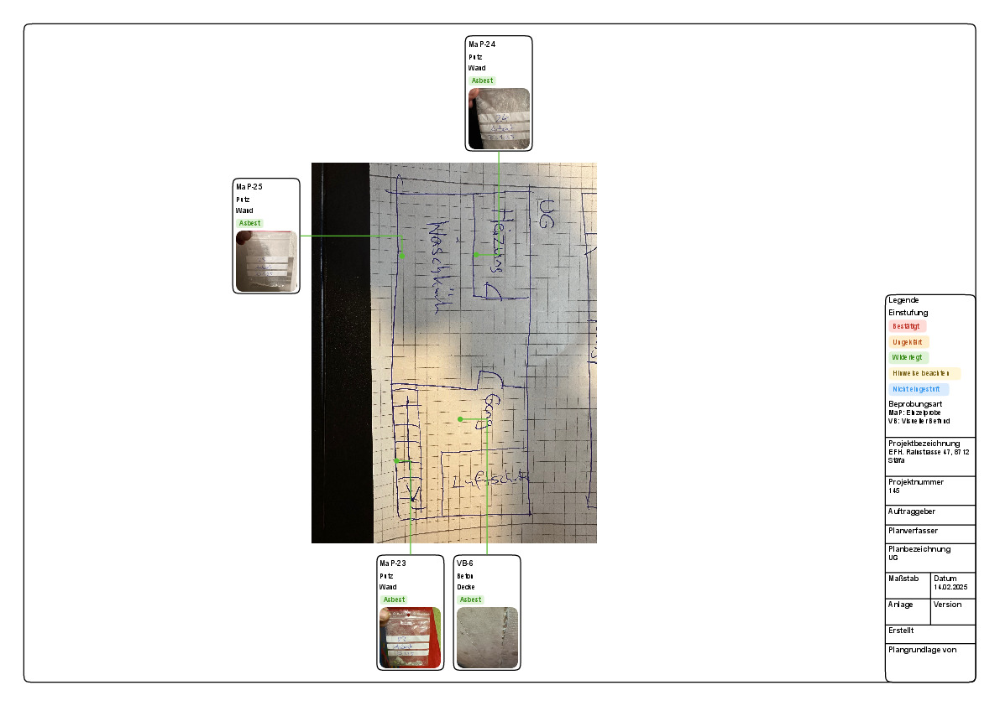 MaP-24
Putz
Wand
Asbest
24
MaP-25
Putz
Wand
Asbest
25
UG
Heizung
Waschküch
Gang
Luftschutz
MaP-23
Putz
Wand
Asbest
VB-6
Beton
Decke
Asbest
Legende
Einstufung
Bestätigt
Ungeklärt
Widerlegt
Hinweise beachten
Nicht eingestuft
Beprobungsart
MaP: Einzelprobe
VB: Visueller Befund
Projektbezeichnung
EFH. Rainstrasse 47, 8712
Stäfa
Projektnummer
145
Auftraggeber
Planverfasser
Planbezeichnung
UG
Maßstab
Datum
14.02.2025
Anlage
Version
Erstellt
Plangrundlage von